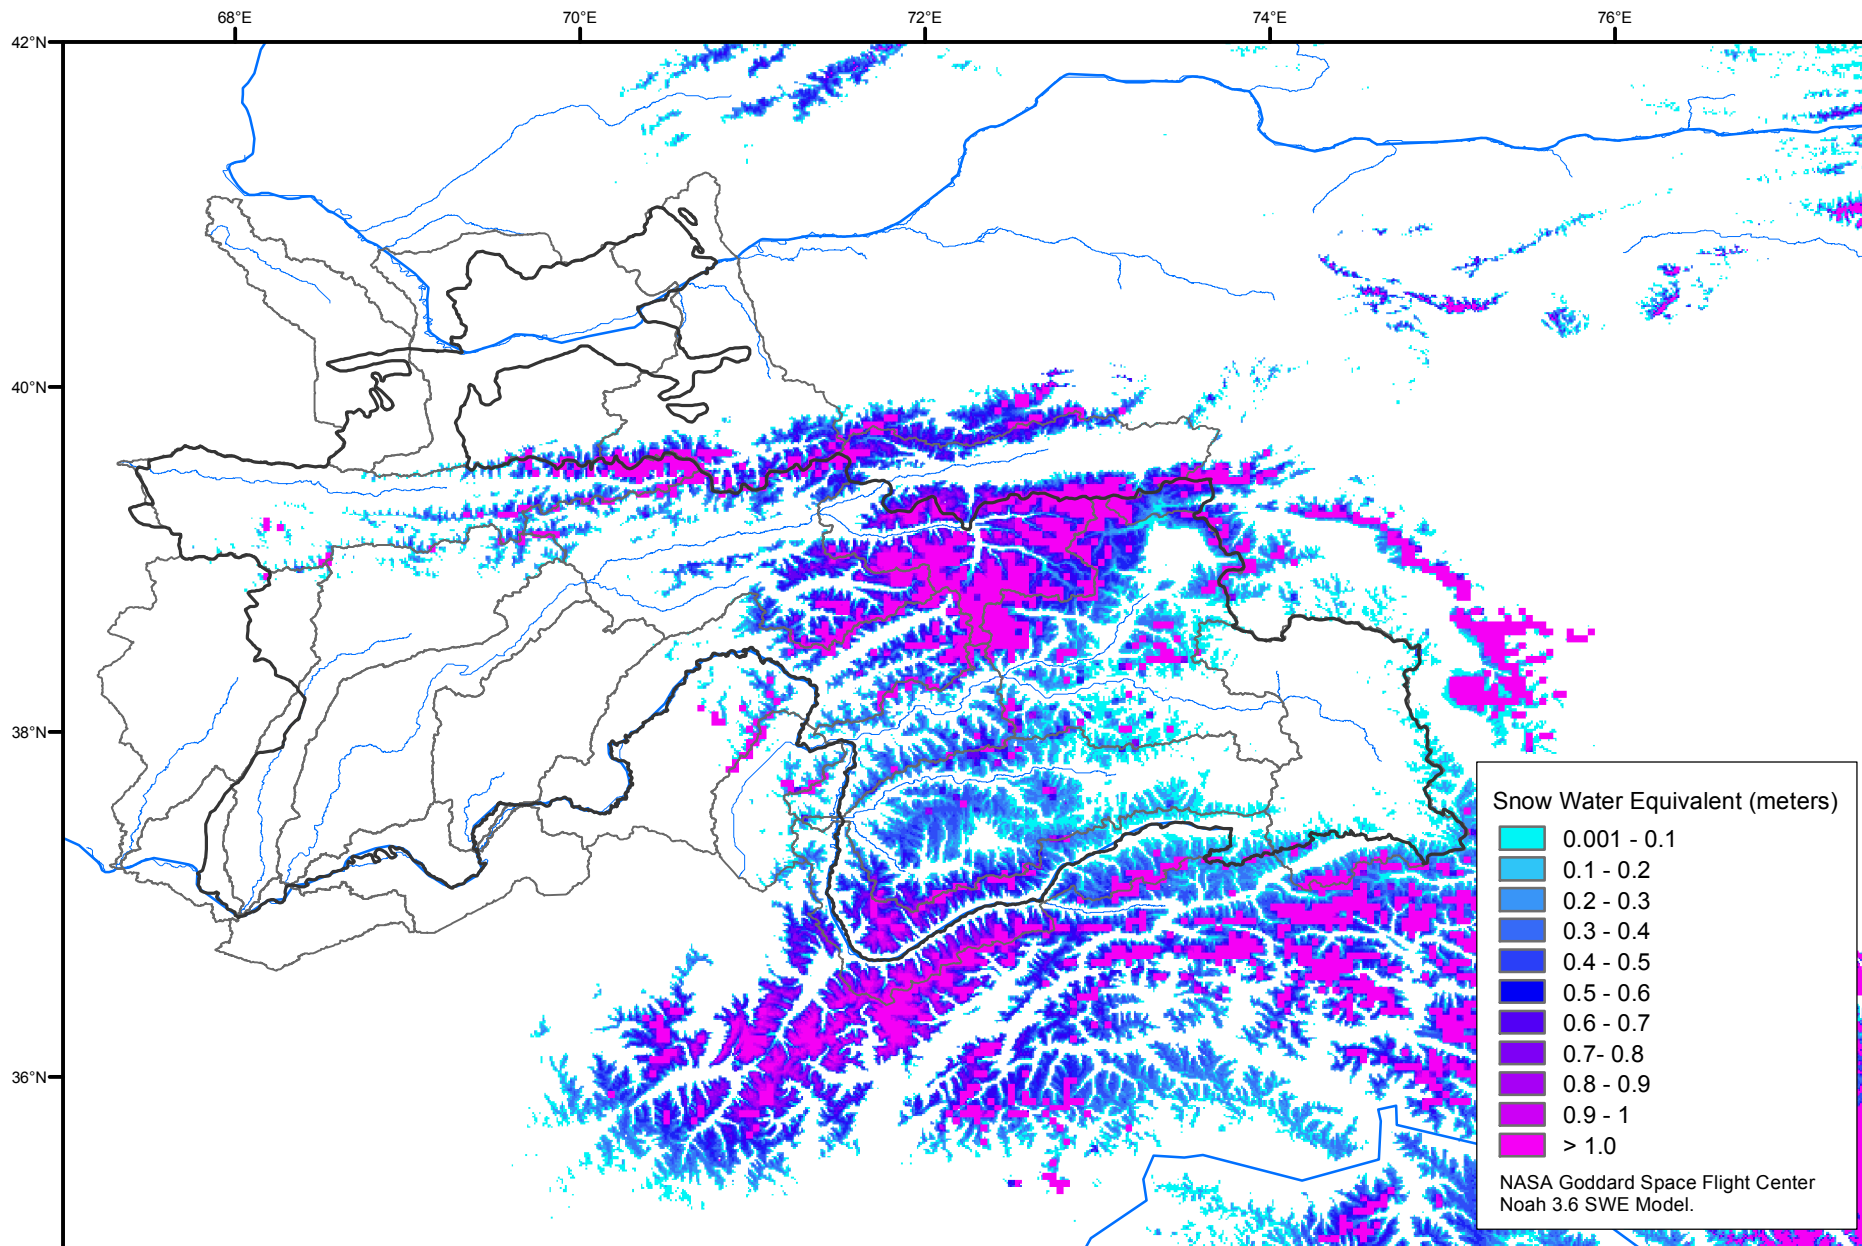 68°E
70°E
72°E
74°E
76°E
42°N
40°N
38°N
36°N
Snow Water Equivalent (meters)
0.001 - 0.1
0.1 - 0.2
0.2 - 0.3
0.3 - 0.4
0.4 - 0.5
0.5 - 0.6
0.6 - 0.7
0.7- 0.8
0.8 - 0.9
0.9 - 1
> 1.0
NASA Goddard Space Flight Center
Noah 3.6 SWE Model.